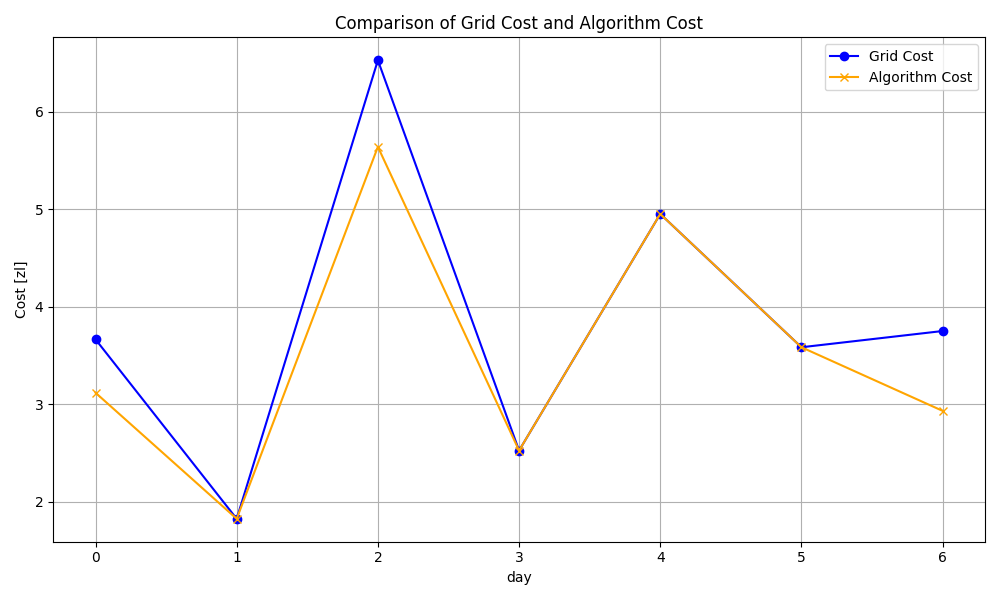 Comparison of Grid Cost and Algorithm Cost
Grid Cost
Algorithm Cost
Cost [zl]
6
5
4
3
2
0 1 2 3 4 5 6
day